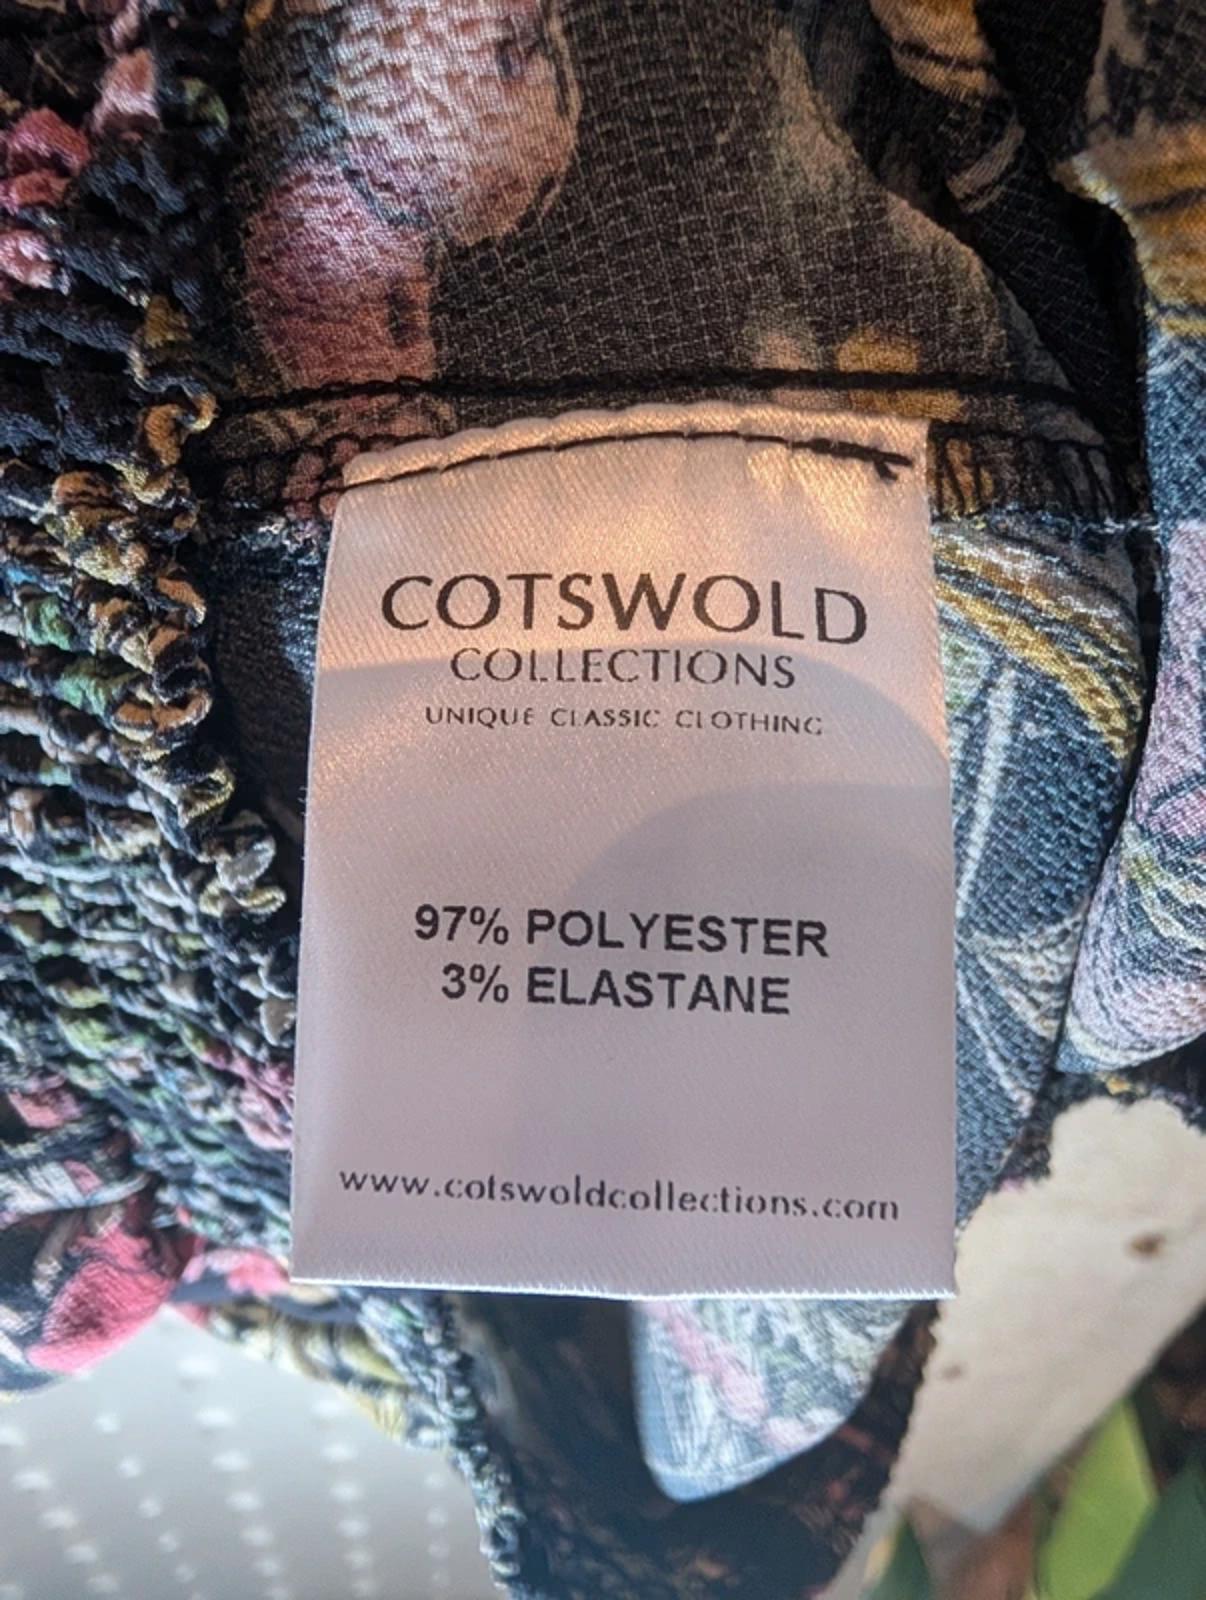 COTSWOLD
COLLECTIONS
UNIQUE CLASSIC CLOTHING
97% POLYESTER
3% ELASTANE
www.cotswoldcollections.com